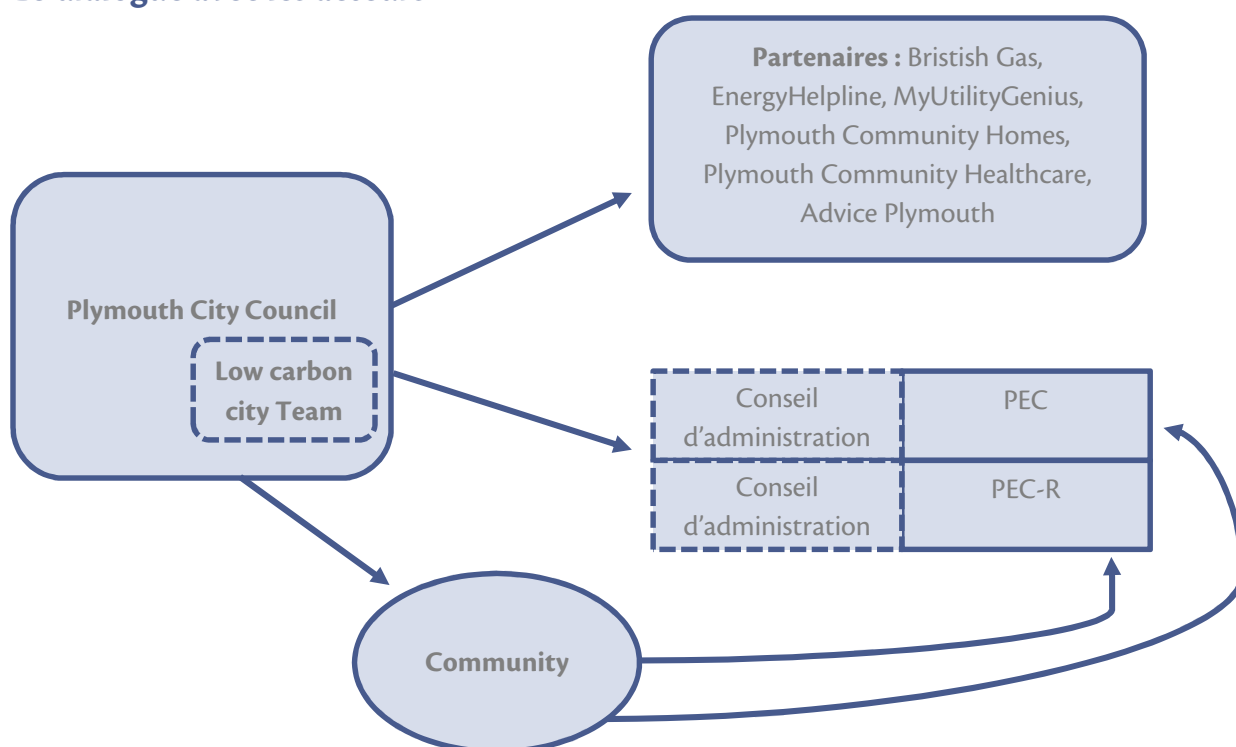 Partenaires : Bristish Gas,
EnergyHelpline, MyUtilityGenius,
Plymouth Community Homes,
Plymouth Community Healthcare,
Advice Plymouth
Plymouth City Council
Low carbon
city Team
Conseil
d'administration
PEC
Conseil
d'administration
PEC-R
Community